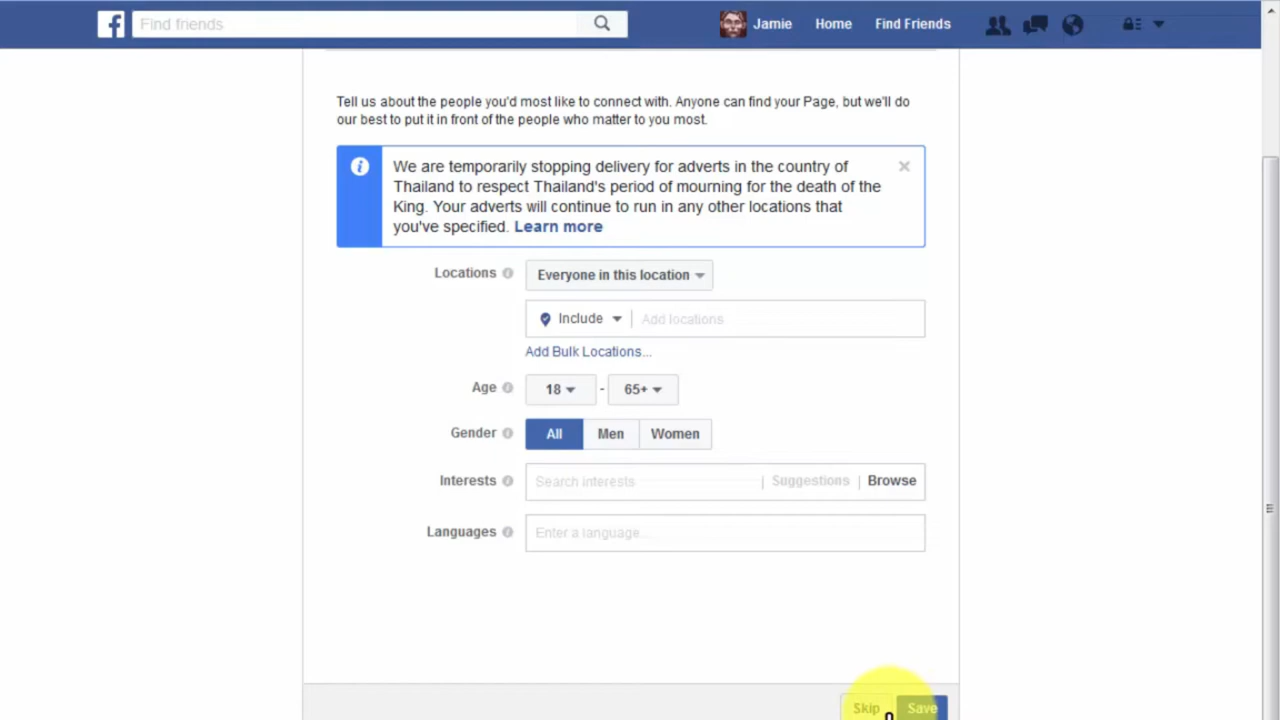 f Find friends Jamie Home Find Friends
Tell us about the people you'd most like to connect with. Anyone can find your Page, but we'll do
our best to put it in front of the people who matter to you most.
We are temporarily stopping delivery for adverts in the country of
Thailand to respect Thailand's period of mourning for the death of the
King. Your adverts will continue to run in any other locations that
you've specified. Learn more
Locations Everyone in this location
Include Add locations
Add Bulk Locations...
Age 18 - 65+
Gender All Men Women
Interests Search interests | Suggestions | Browse
Languages Enter a language...
Skip Save